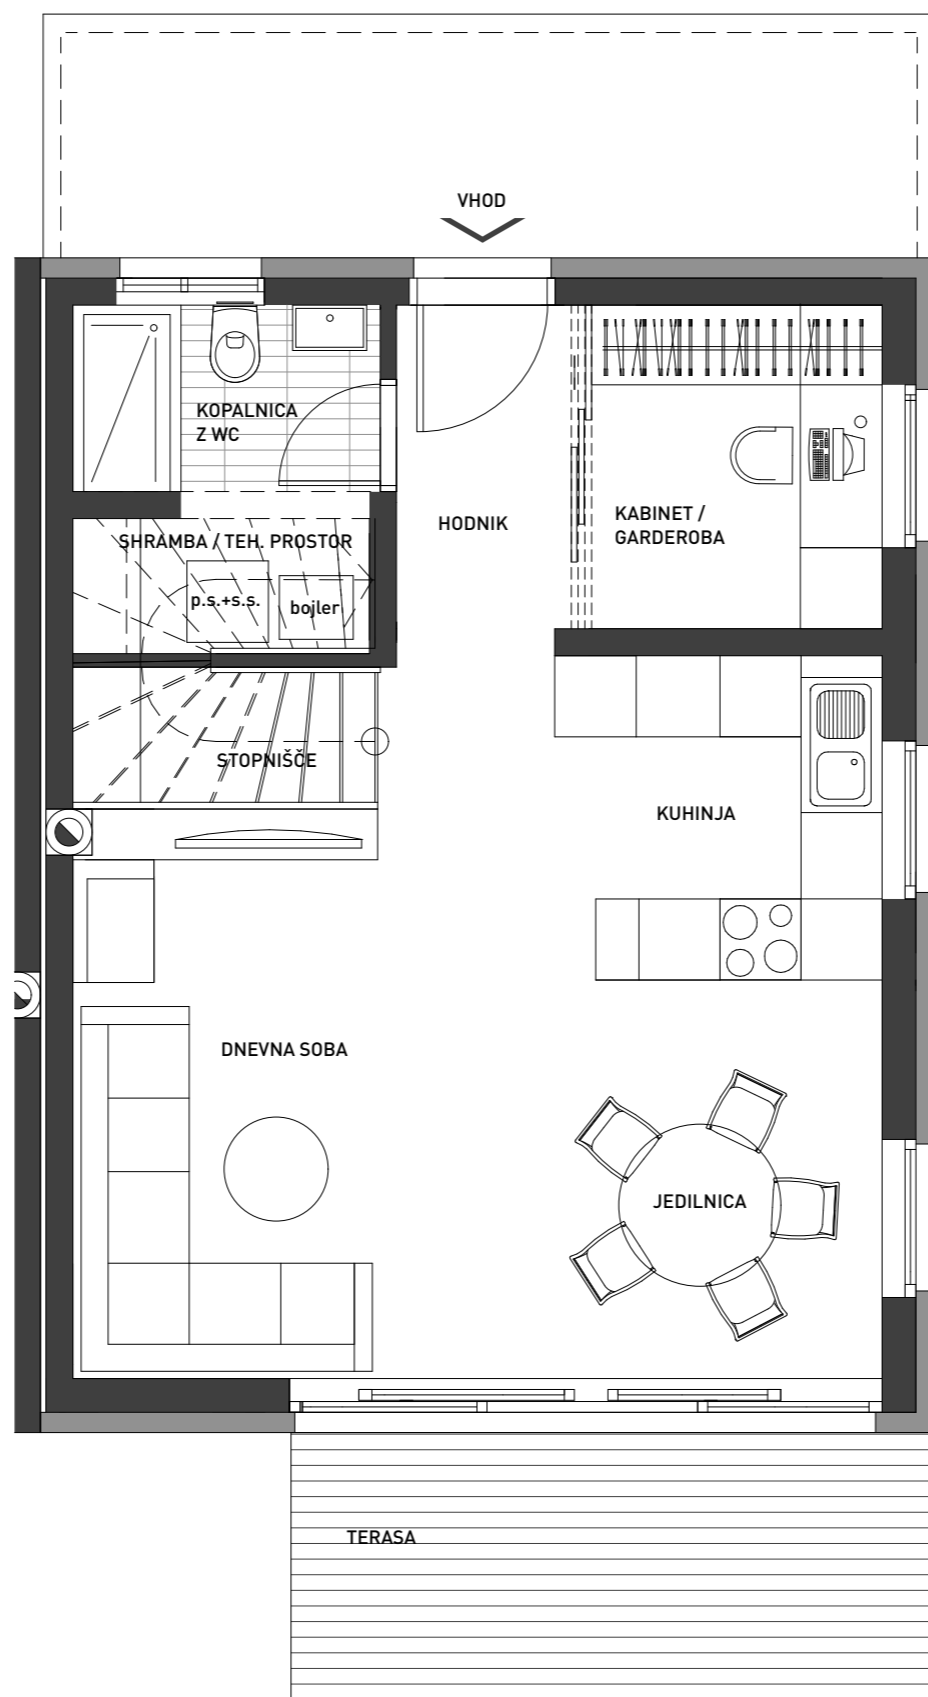 VHOD
KOPALNICA
Z WC
HODNIK
KABINET /
GARDEROBA
SHRAMBA / TEH. PROSTOR
p.s.+s.s.
bojler
STOPNIŠČE
KUHINJA
DNEVNA SOBA
JEDILNICA
TERASA